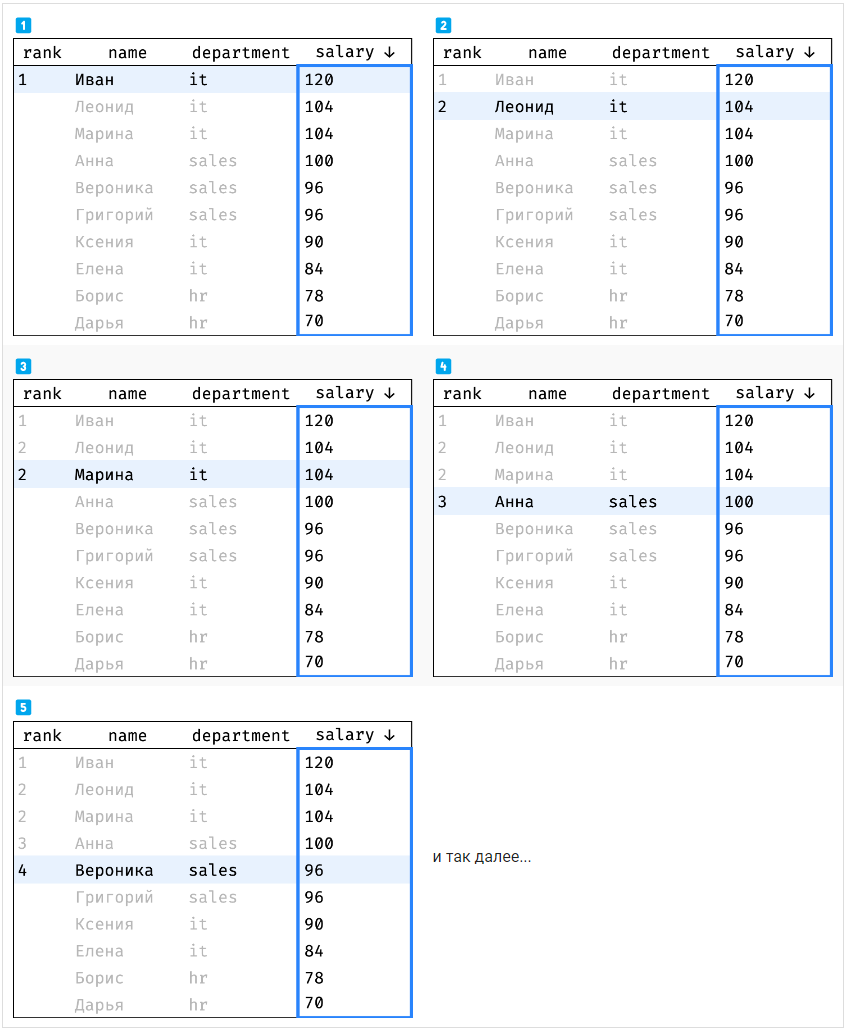 1
rank name department salary ↓
1 Иван it 120
Леонид it 104
Марина it 104
Анна sales 100
Вероника sales 96
Григорий sales 96
Ксения it 90
Елена it 84
Борис hr 78
Дарья hr 70
2
rank name department salary ↓
1 Иван it 120
2 Леонид it 104
Марина it 104
Анна sales 100
Вероника sales 96
Григорий sales 96
Ксения it 90
Елена it 84
Борис hr 78
Дарья hr 70
3
rank name department salary ↓
1 Иван it 120
2 Леонид it 104
2 Марина it 104
Анна sales 100
Вероника sales 96
Григорий sales 96
Ксения it 90
Елена it 84
Борис hr 78
Дарья hr 70
4
rank name department salary ↓
1 Иван it 120
2 Леонид it 104
2 Марина it 104
3 Анна sales 100
Вероника sales 96
Григорий sales 96
Ксения it 90
Елена it 84
Борис hr 78
Дарья hr 70
5
rank name department salary ↓
1 Иван it 120
2 Леонид it 104
2 Марина it 104
3 Анна sales 100
4 Вероника sales 96
Григорий sales 96
Ксения it 90
Елена it 84
Борис hr 78
Дарья hr 70
и так далее...